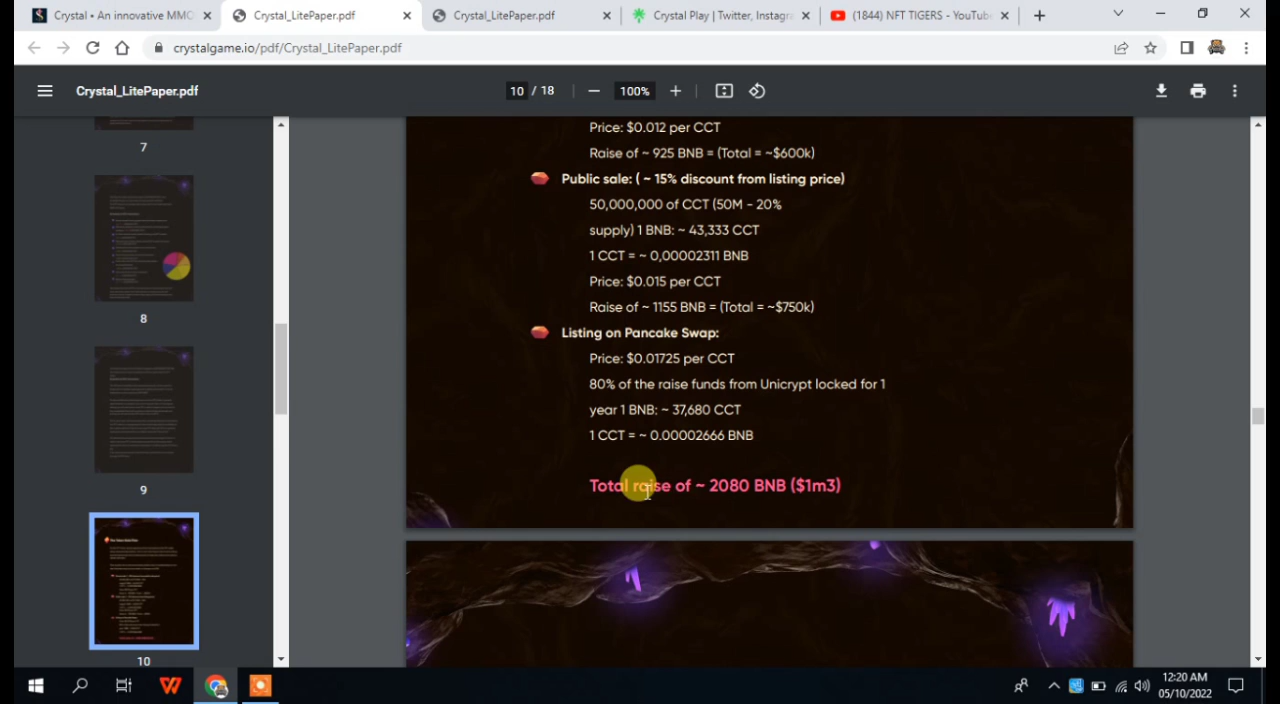 Crystal • An innovative MMO
Crystal_LitePaper.pdf
Crystal_LitePaper.pdf
Crystal Play | Twitter, Instagra
(1844) NFT TIGERS - YouTube
crystalgame.io/pdf/Crystal_LitePaper.pdf
Crystal_LitePaper.pdf
10 / 18
100%
7
8
9
10
Price: $0.012 per CCT
Raise of ~ 925 BNB = (Total = ~$600k)
Public sale: ( ~ 15% discount from listing price)
50,000,000 of CCT (50M - 20%
supply) 1 BNB: ~ 43,333 CCT
1 CCT = ~ 0,00002311 BNB
Price: $0.015 per CCT
Raise of ~ 1155 BNB = (Total = ~$750k)
Listing on Pancake Swap:
Price: $0.01725 per CCT
80% of the raise funds from Unicrypt locked for 1
year 1 BNB: ~ 37,680 CCT
1 CCT = ~ 0.00002666 BNB
Total raise of ~ 2080 BNB ($1m3)
12:20 AM
05/10/2022